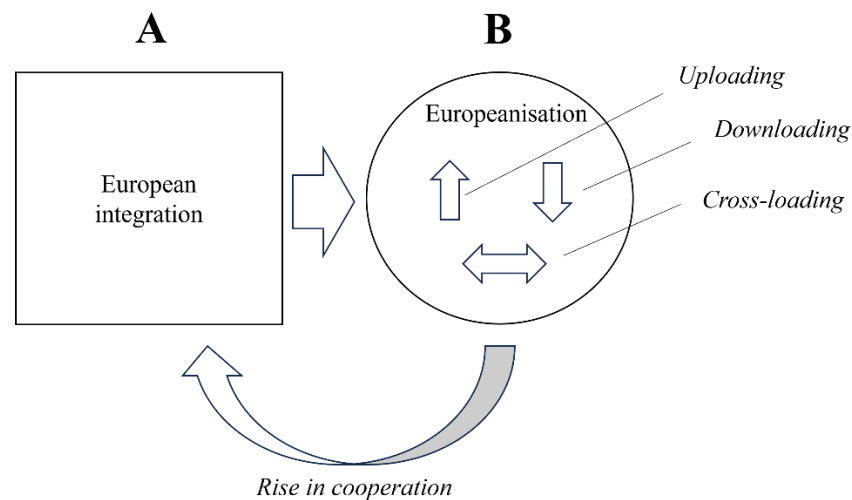 A
B
European
integration
Europeanisation
Uploading
Downloading
Cross-loading
Rise in cooperation